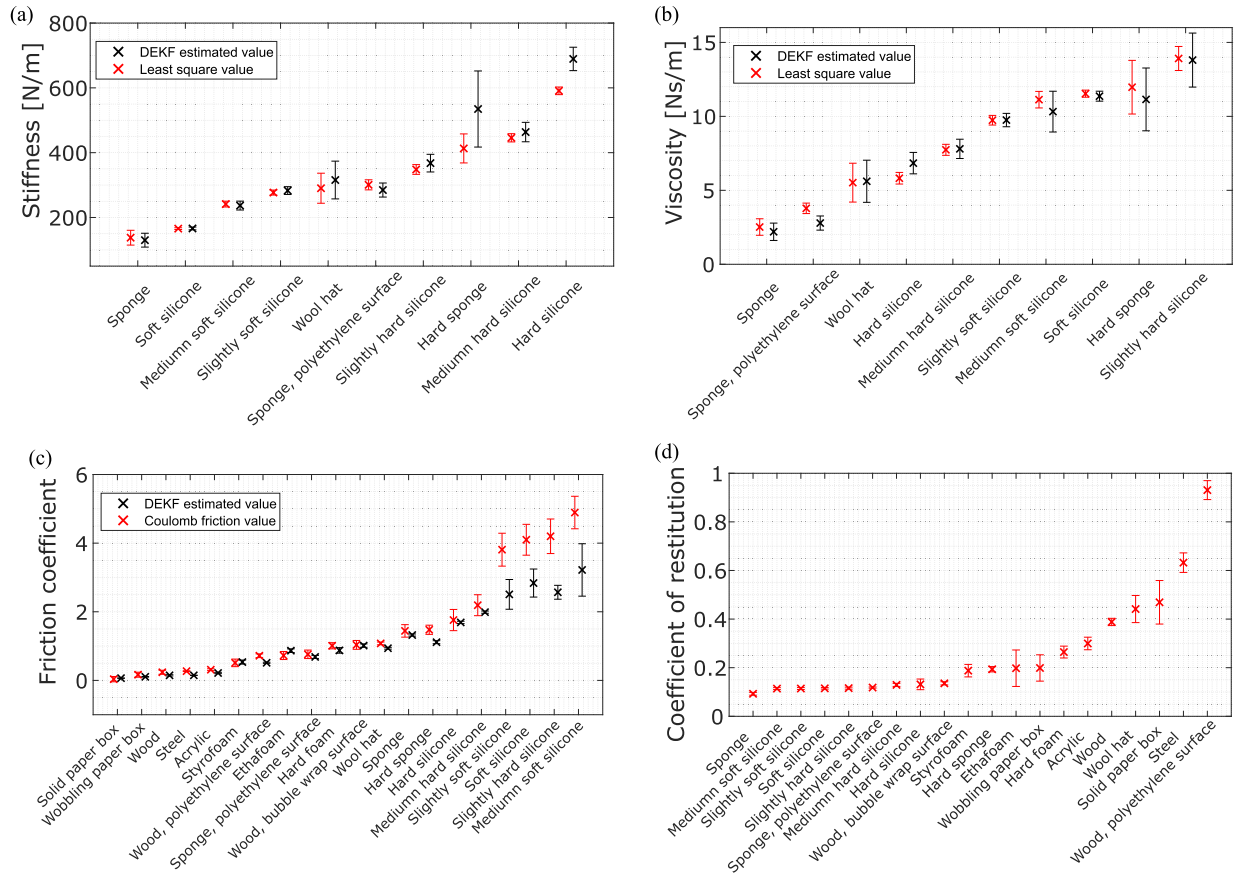 (a)
Stiffness [N/m]
800
600
400
200
DEKF estimated value
Least square value
Sponge
Soft silicone
Mediumn soft silicone
Slightly soft silicone
Wool hat
Sponge, polyethylene surface
Slightly hard silicone
Hard sponge
Mediumn hard silicone
Hard silicone
(b)
Viscosity [Ns/m]
15
10
5
0
DEKF estimated value
Least square value
Sponge
Sponge, polyethylene surface
Wool hat
Hard silicone
Mediumn hard silicone
Slightly soft silicone
Mediumn soft silicone
Soft silicone
Hard sponge
Slightly hard silicone
(c)
Friction coefficient
6
4
2
0
DEKF estimated value
Coulomb friction value
Solid paper box
Wobbling paper box
Wood
Steel
Acrylic
Styrofoam
Wood, polyethylene surface
Ethafoam
Sponge, polyethylene surface
Hard foam
Wood, bubble wrap surface
Wool hat
Sponge
Hard sponge
Hard silicone
Mediumn hard silicone
Slightly soft silicone
Soft silicone
Slightly hard silicone
Mediumn soft silicone
(d)
Coefficient of restitution
1
0.8
0.6
0.4
0.2
0
Sponge
Mediumn soft silicone
Slightly soft silicone
Soft silicone
Slightly hard silicone
Sponge, polyethylene surface
Mediumn hard silicone
Hard silicone
Wood, bubble wrap surface
Styrofoam
Hard sponge
Ethafoam
Wobbling paper box
Hard foam
Acrylic
Wood
Wool hat
Solid paper box
Steel
Wood, polyethylene surface